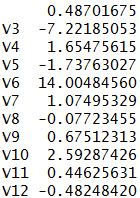 0.48701675
V3 -7.22185053
V4 1.65475615
V5 -1.73763027
V6 14.00484560
V7 1.07495329
V8 -0.07723455
V9 0.67512313
V10 2.59287426
V11 0.44625631
V12 -0.48248420